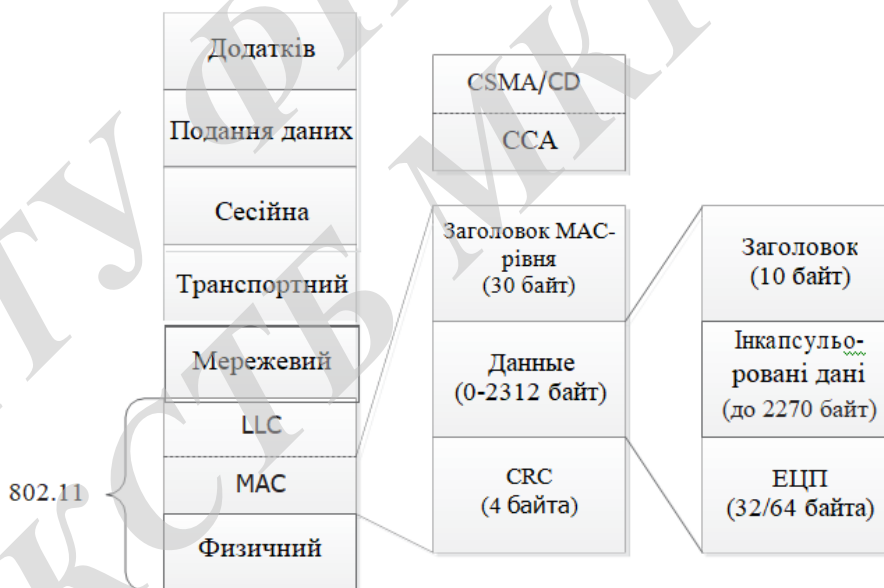 Додатків
Подання даних
Сесійна
Транспортний
Мережевий
LLC
MAC
Физичний
802.11
CSMA/CD
CCA
Заголовок MAC-
рівня
(30 байт)
Данные
(0-2312 байт)
CRC
(4 байта)
Заголовок
(10 байт)
Інкапсульо-
ровані дані
(до 2270 байт)
ЕЦП
(32/64 байта)